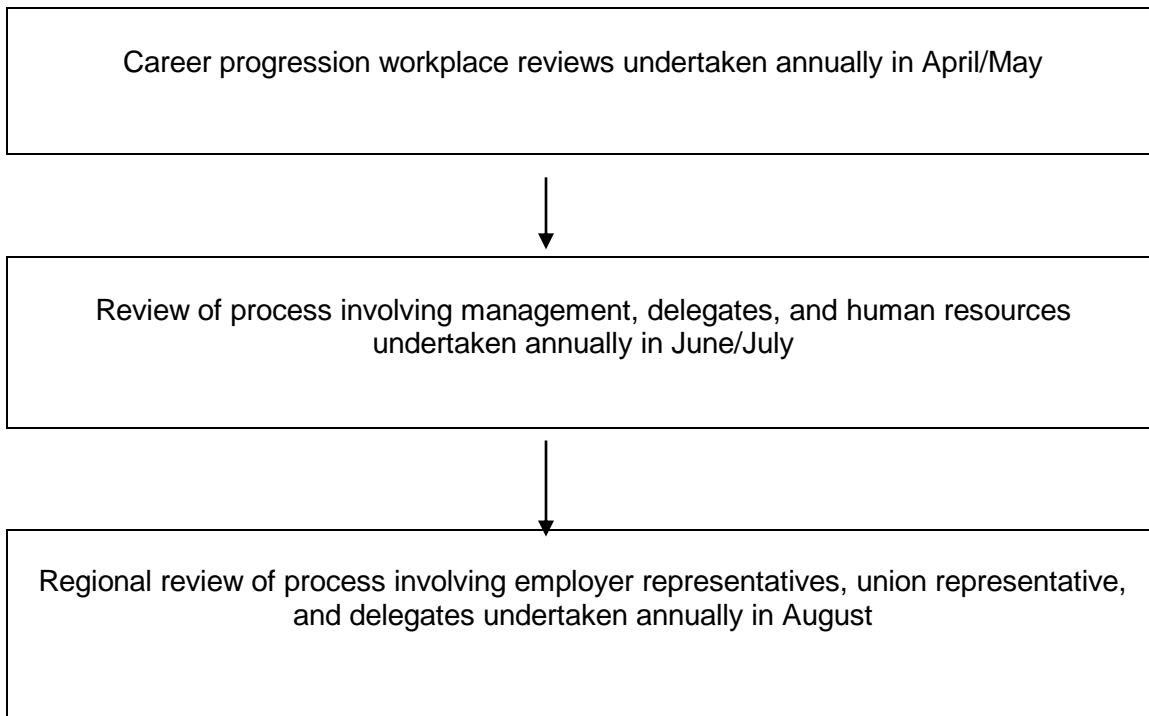 Career progression workplace reviews undertaken annually in April/May
Review of process involving management, delegates, and human resources
undertaken annually in June/July
Regional review of process involving employer representatives, union representative,
and delegates undertaken annually in August